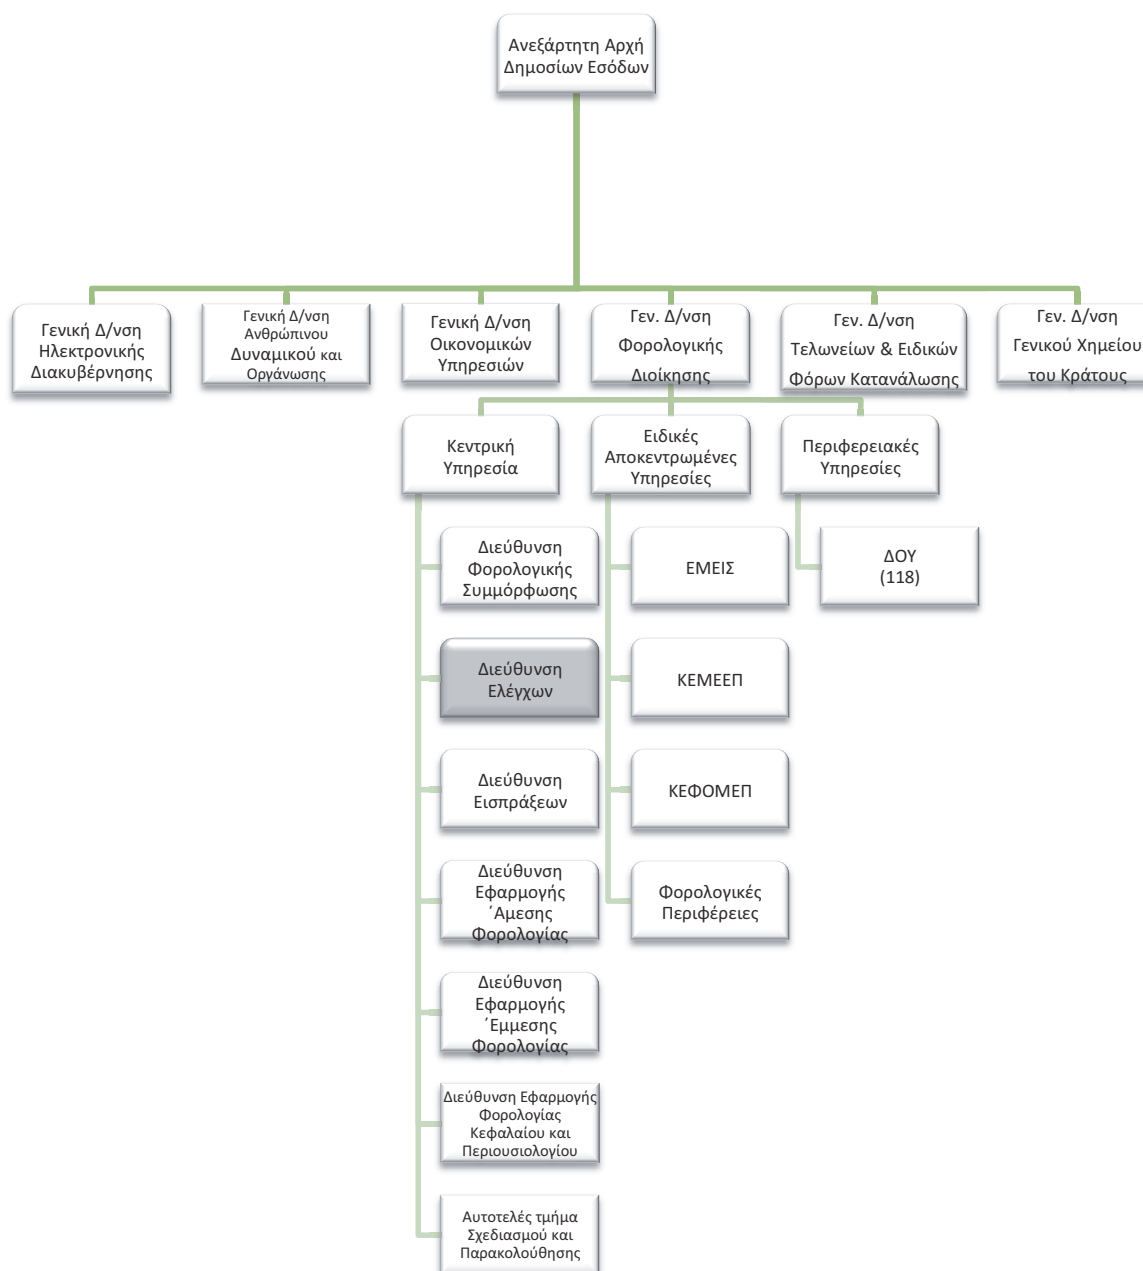 Ανεξάρτητη Αρχή
Δημοσίων Εσόδων
Γενική Δ/νση
Ηλεκτρονικής
Διακυβέρνησης
Γενική Δ/νση
Ανθρώπινου
Δυναμικού και
Οργάνωσης
Γενική Δ/νση
Οικονομικών
Υπηρεσιών
Γεν. Δ/νση
Φορολογικής
Διοίκησης
Γεν. Δ/νση
Τελωνείων & Ειδικών
Φόρων Κατανάλωσης
Γεν. Δ/νση
Γενικού Χημείου
του Κράτους
Κεντρική
Υπηρεσία
Ειδικές
Αποκεντρωμένες
Υπηρεσίες
Περιφερειακές
Υπηρεσίες
Διεύθυνση
Φορολογικής
Συμμόρφωσης
ΕΜΕΙΣ
ΔΟΥ
(118)
Διεύθυνση
Ελέγχων
ΚΕΜΕΕΠ
Διεύθυνση
Εισπράξεων
ΚΕΦΟΜΕΠ
Διεύθυνση
Εφαρμογής
΄Αμεσης
Φορολογίας
Φορολογικές
Περιφέρειες
Διεύθυνση
Εφαρμογής
΄Εμμεσης
Φορολογίας
Διεύθυνση Εφαρμογής
Φορολογίας
Κεφαλαίου και
Περιουσιολογίου
Αυτοτελές τμήμα
Σχεδιασμού και
Παρακολούθησης